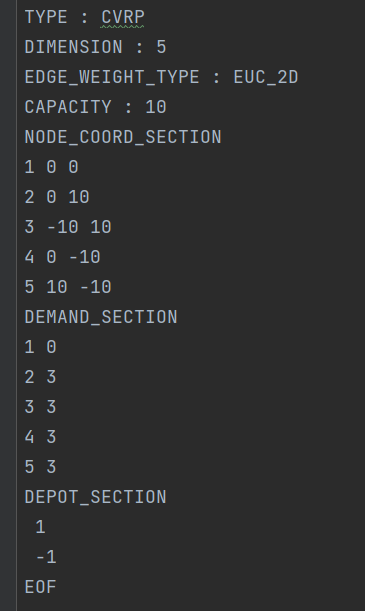 TYPE : CVRP
DIMENSION : 5
EDGE_WEIGHT_TYPE : EUC_2D
CAPACITY : 10
NODE_COORD_SECTION
1 0 0
2 0 10
3 -10 10
4 0 -10
5 10 -10
DEMAND_SECTION
1 0
2 3
3 3
4 3
5 3
DEPOT_SECTION
 1
 -1
EOF